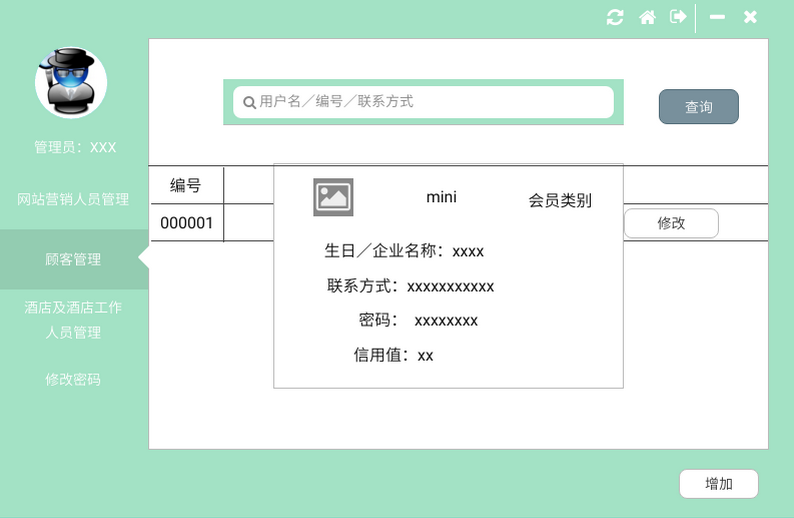 管理员：XXX
网站营销人员管理
顾客管理
酒店及酒店工作
人员管理
修改密码
用户名／编号／联系方式
查询
编号
000001
修改
mini
会员类别
生日／企业名称：xxxx
联系方式：xxxxxxxxxxx
密码： xxxxxxxx
信用值：xx
增加